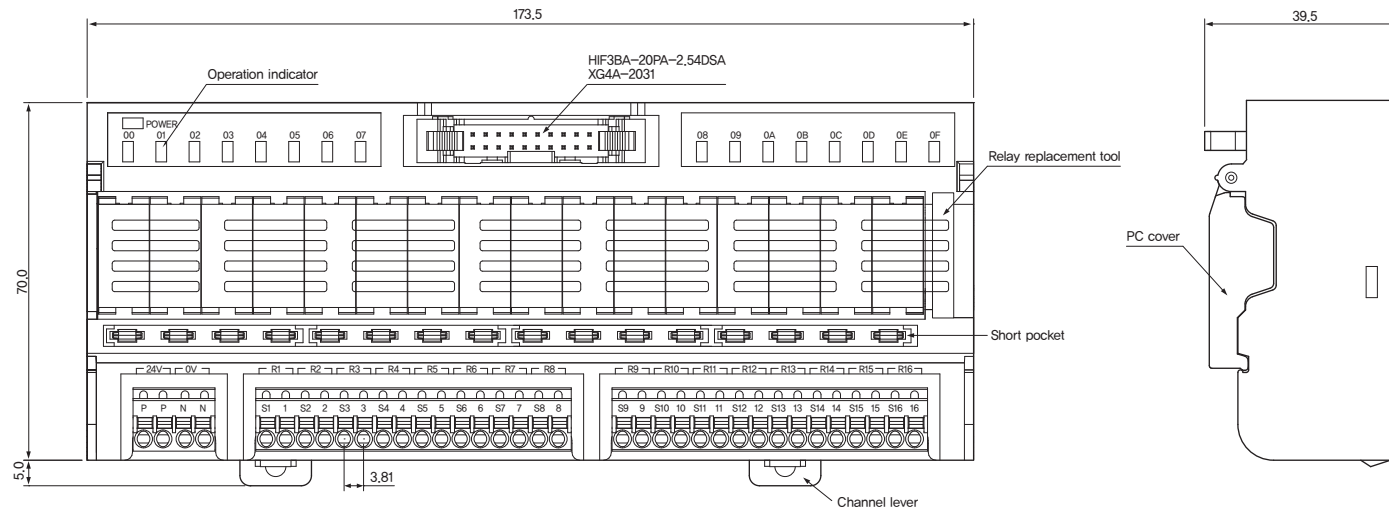 173.5
39.5
HIF3BA-20PA-2.54DSA
XG4A-2031
Operation indicator
POWER
00 01 02 03 04 05 06 07
08 09 0A 0B 0C 0D 0E 0F
Relay replacement tool
PC cover
70.0
Short pocket
24V 0V
R1 R2 R3 R4 R5 R6 R7 R8
R9 R10 R11 R12 R13 R14 R15 R16
P P N N
S1 1 S2 2 S3 3 S4 4 S5 5 S6 6 S7 7 S8 8
S9 9 S10 10 S11 11 S12 12 S13 13 S14 14 S15 15 S16 16
5.0
3.81
Channel lever